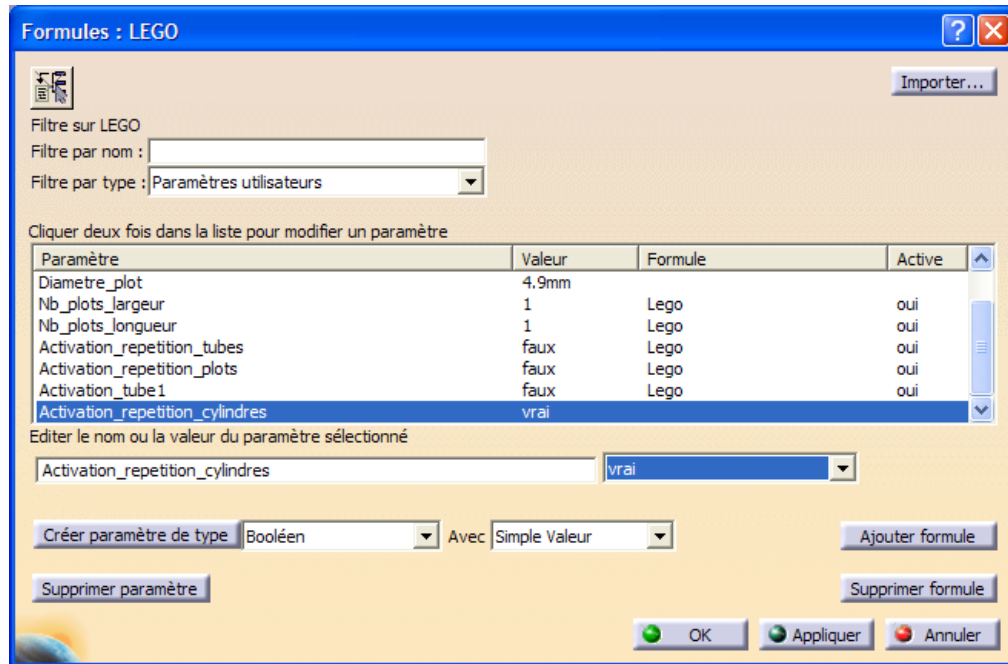 Formules : LEGO
Importer...
Filtre sur LEGO
Filtre par nom :
Filtre par type : Paramètres utilisateurs
Cliquer deux fois dans la liste pour modifier un paramètre
Paramètre Valeur Formule Active
Diametre_plot 4.9mm
Nb_plots_largeur 1 Lego oui
Nb_plots_longueur 1 Lego oui
Activation_repetition_tubes faux Lego oui
Activation_repetition_plots faux Lego oui
Activation_tube1 faux Lego oui
Activation_repetition_cylindres vrai
Editer le nom ou la valeur du paramètre sélectionné
Activation_repetition_cylindres vrai
Créer paramètre de type Booléen Avec Simple Valeur Ajouter formule
Supprimer paramètre Supprimer formule
OK Appliquer Annuler